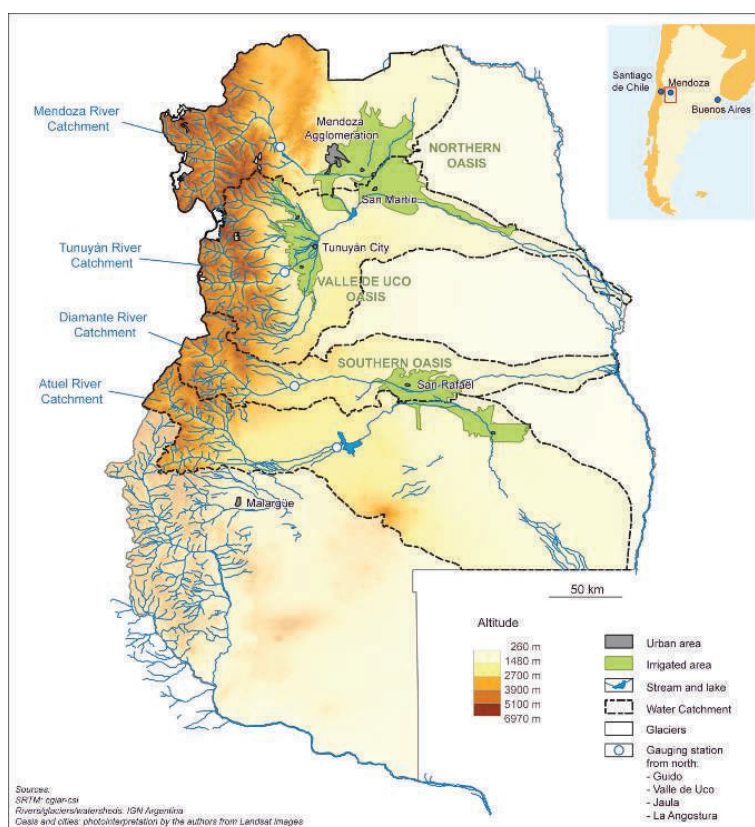 Santiago
de Chile
Mendoza
Buenos Aires
Mendoza River
Catchment
Mendoza
Agglomeration
NORTHERN
OASIS
San Martín
Tunuyán River
Catchment
Tunuyán City
VALLE DE UCO
OASIS
Diamante River
Catchment
SOUTHERN OASIS
Atuel River
Catchment
San Rafael
Malargüe
50 km
Altitude
260 m
1480 m
2700 m
3900 m
5100 m
6970 m
Urban area
Irrigated area
Stream and lake
Water Catchment
Glaciers
Gauging station
from north:
- Guido
- Valle de Uco
- Jaula
- La Angostura
Sources:
SRTM: cgiar-csi
Rivers/glaciers/watersheds: IGN Argentina
Oasis and cities: photointerpretation by the authors from Landsat images